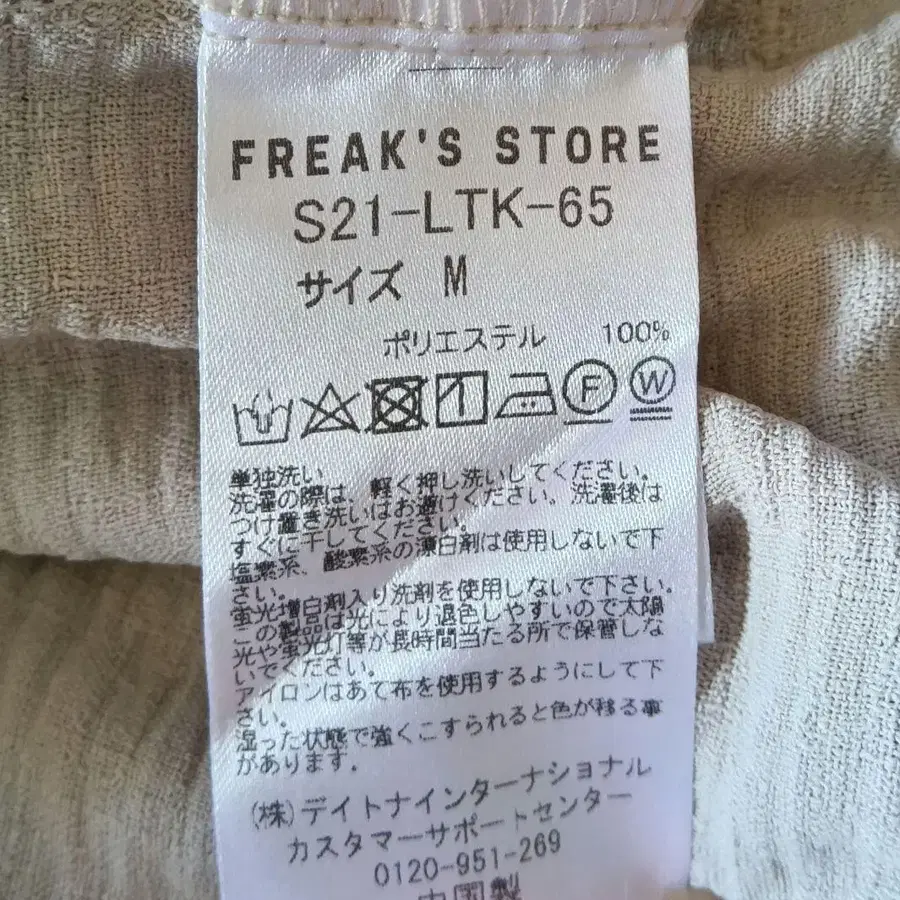 FREAK'S STORE
S21-LTK-65
サイズ M
ポリエステル 100%
F W
単独洗い
洗濯の際は、軽く押し洗いしてください。
つけ置き洗いはお避けください、洗濯後は
すぐに干してください。
塩素系、酸素系の漂白剤は使用しないで下
さい。
蛍光増白剤入り洗剤を使用しないで下さい。
この製品は光により退色しやすいので太陽
光や蛍光灯等が長時間当たる所で保管しな
いでください。
アイロンはあて布を使用するようにして下
さい。
湿った状態で強くこすられると色が移る事
があります.
(株)デイトナインターナショナル
カスタマーサポートセンター
0120-951-269
中国製